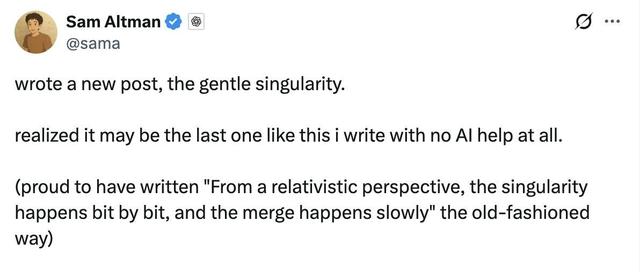 Sam Altman
@sama
wrote a new post, the gentle singularity.
realized it may be the last one like this i write with no AI help at all.
(proud to have written "From a relativistic perspective, the singularity
happens bit by bit, and the merge happens slowly" the old-fashioned
way)